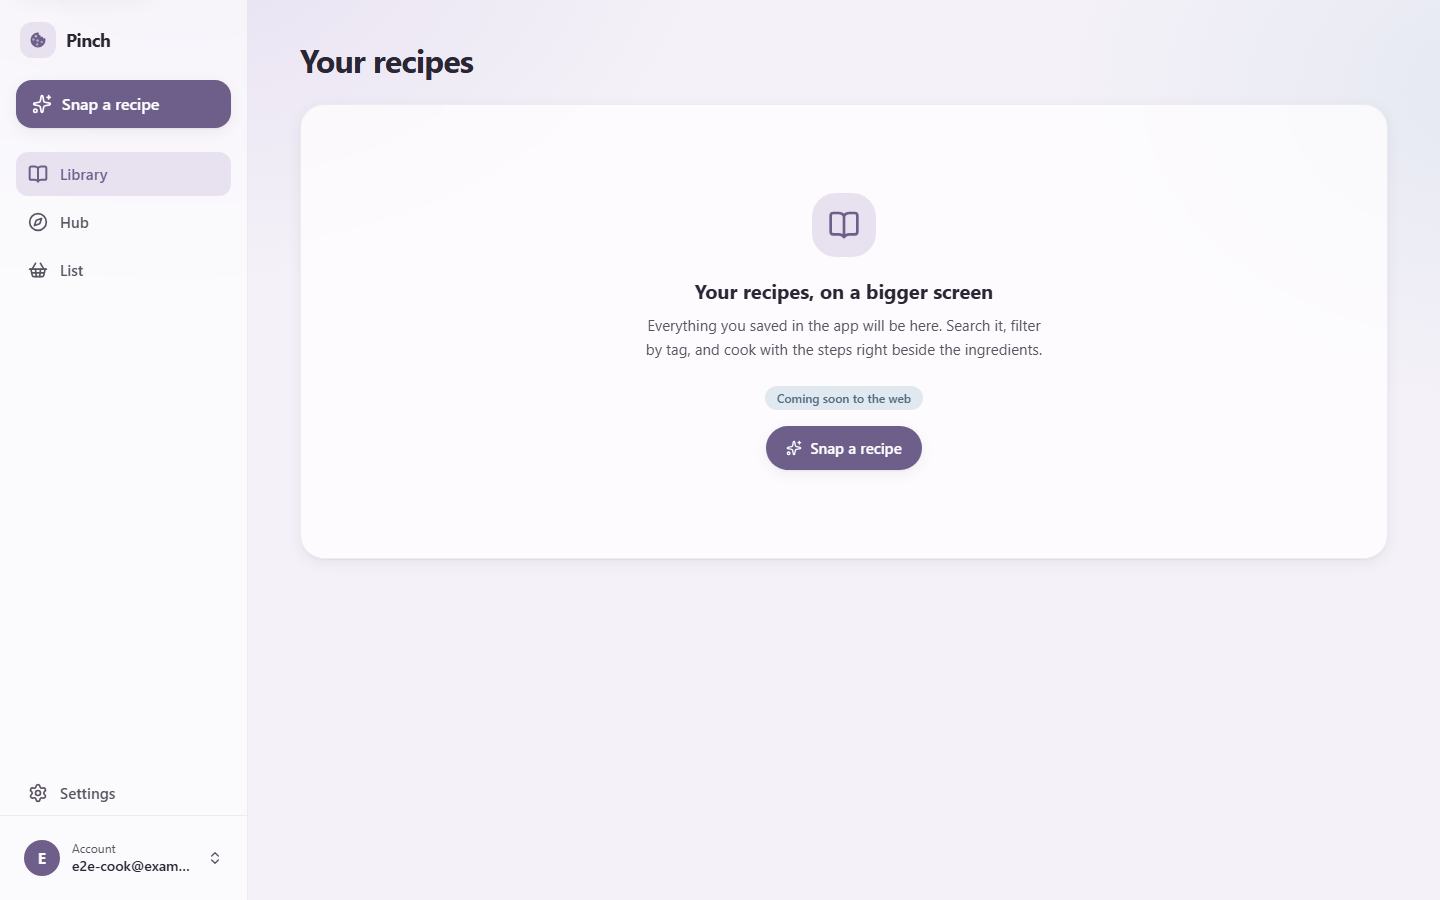 Pinch
Snap a recipe
Library
Hub
List
Settings
E
Account
e2e-cook@exam...
Your recipes
Your recipes, on a bigger screen
Everything you saved in the app will be here. Search it, filter
by tag, and cook with the steps right beside the ingredients.
Coming soon to the web
Snap a recipe